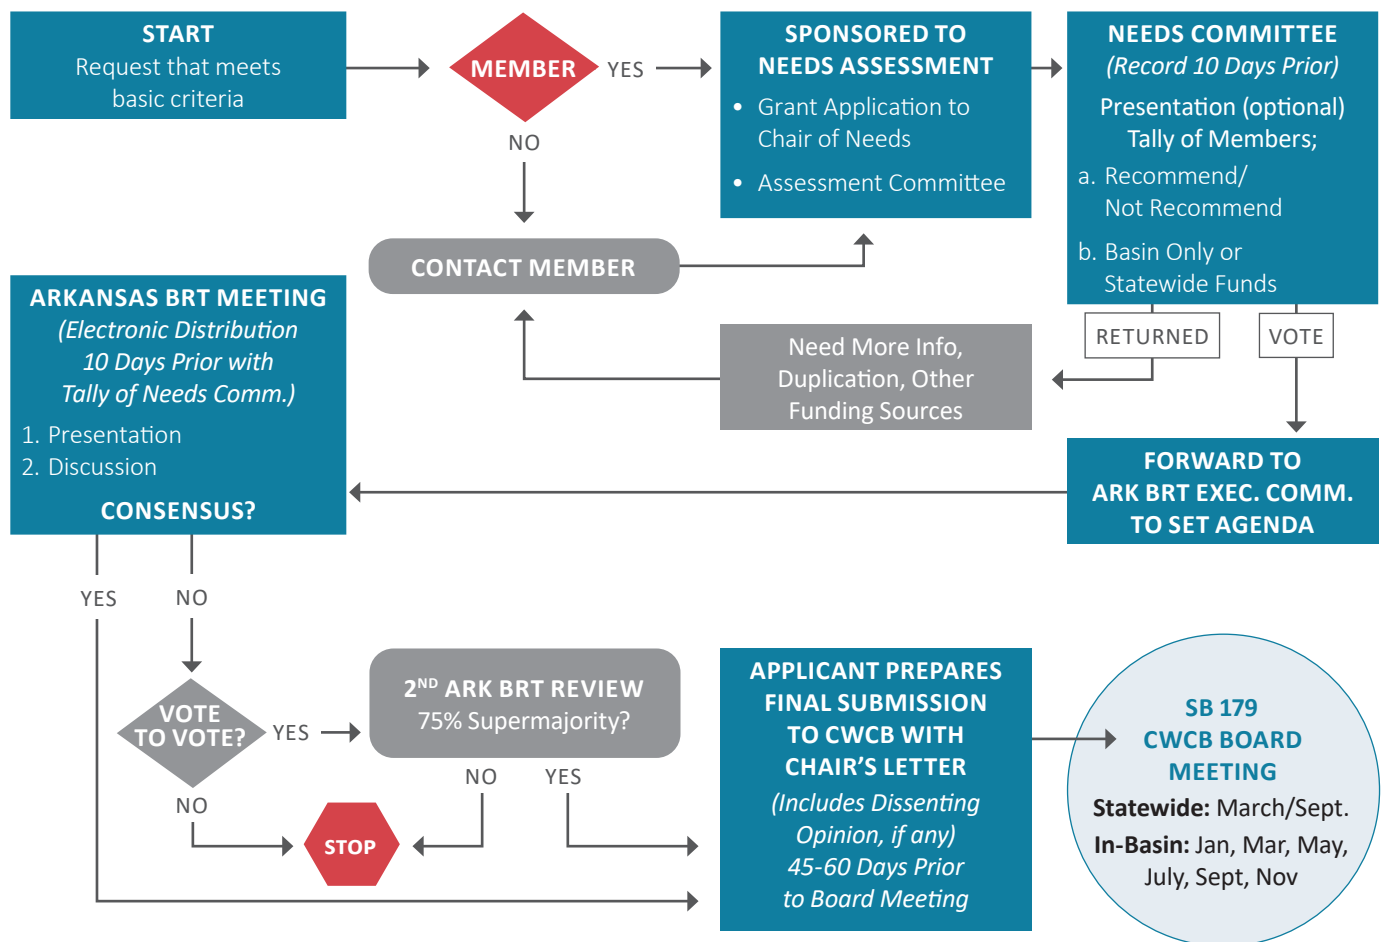 START
Request that meets
basic criteria
MEMBER
YES
NO
SPONSORED TO
NEEDS ASSESSMENT
• Grant Application to
Chair of Needs
• Assessment Committee
NEEDS COMMITTEE
(Record 10 Days Prior)
Presentation (optional)
Tally of Members;
a. Recommend/
Not Recommend
b. Basin Only or
Statewide Funds
RETURNED
VOTE
CONTACT MEMBER
Need More Info,
Duplication, Other
Funding Sources
FORWARD TO
ARK BRT EXEC. COMM.
TO SET AGENDA
ARKANSAS BRT MEETING
(Electronic Distribution
10 Days Prior with
Tally of Needs Comm.)
1. Presentation
2. Discussion
CONSENSUS?
YES
NO
VOTE
TO VOTE?
YES
NO
2ND ARK BRT REVIEW
75% Supermajority?
NO
YES
STOP
APPLICANT PREPARES
FINAL SUBMISSION
TO CWCB WITH
CHAIR'S LETTER
(Includes Dissenting
Opinion, if any)
45-60 Days Prior
to Board Meeting
SB 179
CWCB BOARD
MEETING
Statewide: March/Sept.
In-Basin: Jan, Mar, May,
July, Sept, Nov